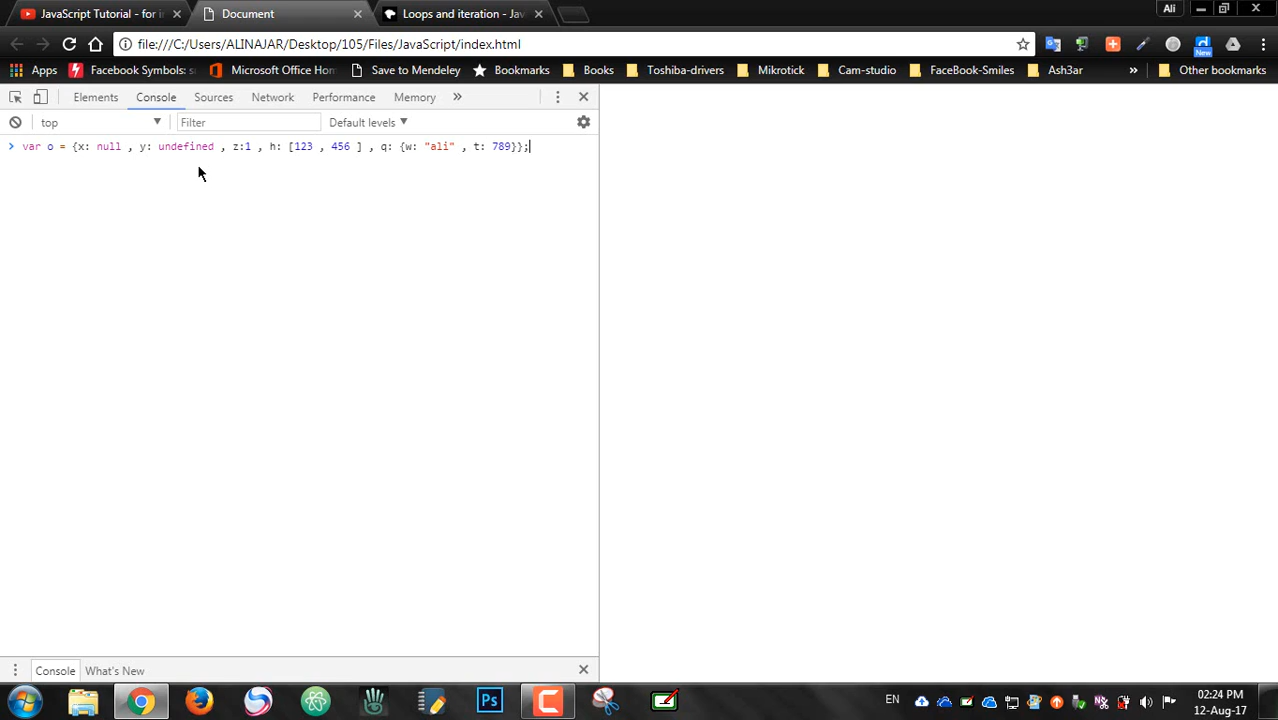 JavaScript Tutorial - for i
Document
Loops and iteration - Jav
Ali
file:///C:/Users/ALINAJAR/Desktop/105/Files/JavaScript/index.html
New
Apps
Facebook Symbols: s
Microsoft Office Hom
Save to Mendeley
Bookmarks
Books
Toshiba-drivers
Mikrotick
Cam-studio
FaceBook-Smiles
Ash3ar
»
Other bookmarks
Elements
Console
Sources
Network
Performance
Memory
»
top
Filter
Default levels
> var o = {x: null , y: undefined , z:1 , h: [123 , 456 ] , q: {w: "ali" , t: 789}};
Console
What's New
Ps
EN
02:24 PM
12-Aug-17